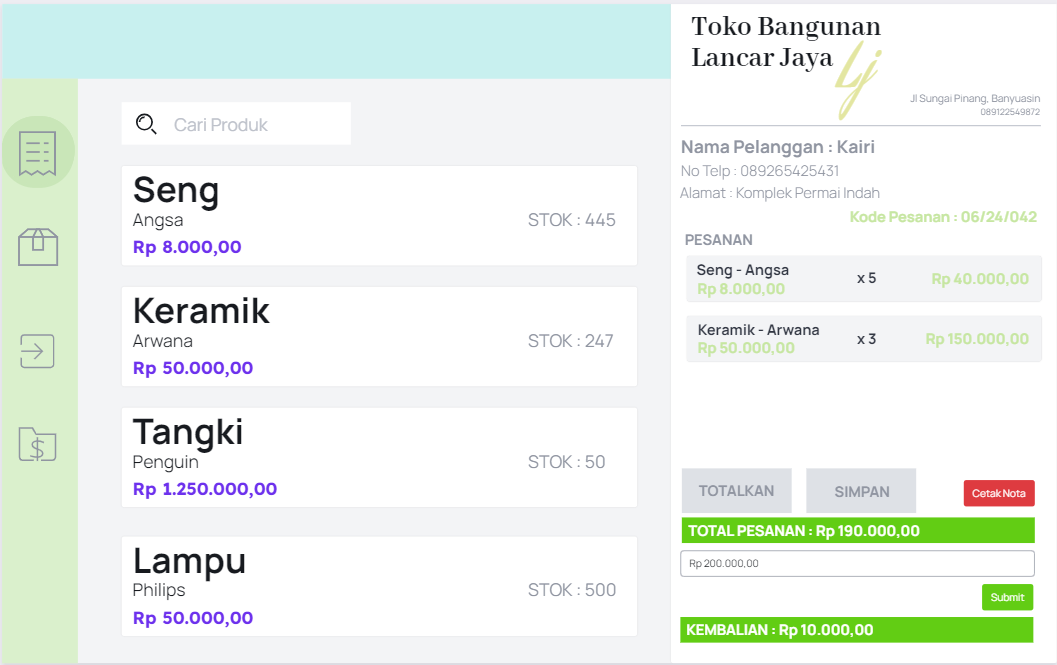 Cari Produk
Seng
Angsa
STOK : 445
Rp 8.000,00
Keramik
Arwana
STOK : 247
Rp 50.000,00
Tangki
Penguin
STOK : 50
Rp 1.250.000,00
Lampu
Philips
STOK : 500
Rp 50.000,00
Toko Bangunan
Lancar Jaya
Lj
Jl Sungai Pinang, Banyuasin
089122549872
Nama Pelanggan : Kairi
No Telp : 089265425431
Alamat : Komplek Permai Indah
Kode Pesanan : 06/24/042
PESANAN
Seng - Angsa
Rp 8.000,00
x 5
Rp 40.000,00
Keramik - Arwana
Rp 50.000,00
x 3
Rp 150.000,00
TOTALKAN
SIMPAN
Cetak Nota
TOTAL PESANAN : Rp 190.000,00
Rp 200.000,00
Submit
KEMBALIAN : Rp 10.000,00